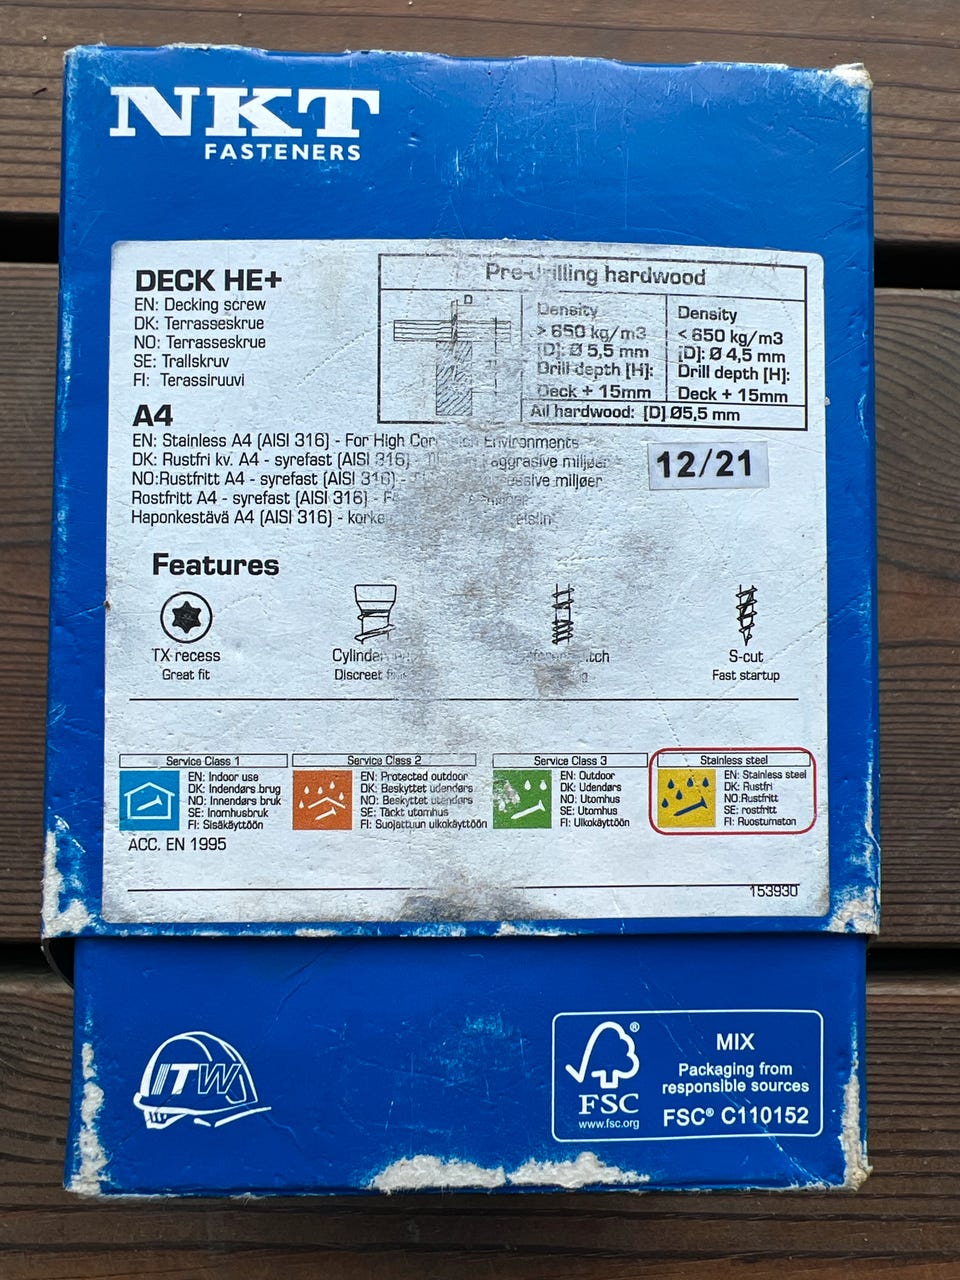 NKT
FASTENERS
DECK HE+
EN: Decking screw
DK: Terrasseskrue
NO: Terrasseskrue
SE: Trallskruv
FI: Terassiruuvi
Pre-drilling hardwood
D
Density
> 650 kg/m3
[D]: Ø 5,5 mm
Drill depth [H]:
Deck + 15mm
Density
< 650 kg/m3
[D]: Ø 4,5 mm
Drill depth [H]:
Deck + 15mm
All hardwood: [D] Ø5,5 mm
A4
EN: Stainless A4 (AISI 316) - For High Environments
DK: Rustfri kv. A4 - syrefast (AISI 316) aggrasive miljøer
NO:Rustfritt A4 - syrefast (AISI 316) - miljøer
Rostfritt A4 - syrefast (AISI 316) -
Haponkestävä A4 (AISI 316) -
12/21
Features
TX recess
Great fit
Discreet
S-cut
Fast startup
Service Class 1
EN: Indoor use
DK: Indendørs brug
NO: Innendørs bruk
SE: Inomhusbruk
FI: Sisäkäyttöön
Service Class 2
EN: Protected outdoor
DK: Beskyttet udendørs
NO: Beskyttet utendørs
SE: Täckt utomhus
FI: Suojattuun ulkokäyttöön
Service Class 3
EN: Outdoor
DK: Udendørs
NO: Utomhus
SE: Utomhus
FI: Ulkokäyttöön
Stainless steel
EN: Stainless steel
DK: Rustfri
NO:Rustfritt
SE: rostfritt
FI: Ruostumaton
ACC. EN 1995
153930
ITW
FSC
®
www.fsc.org
MIX
Packaging from
responsible sources
FSC® C110152